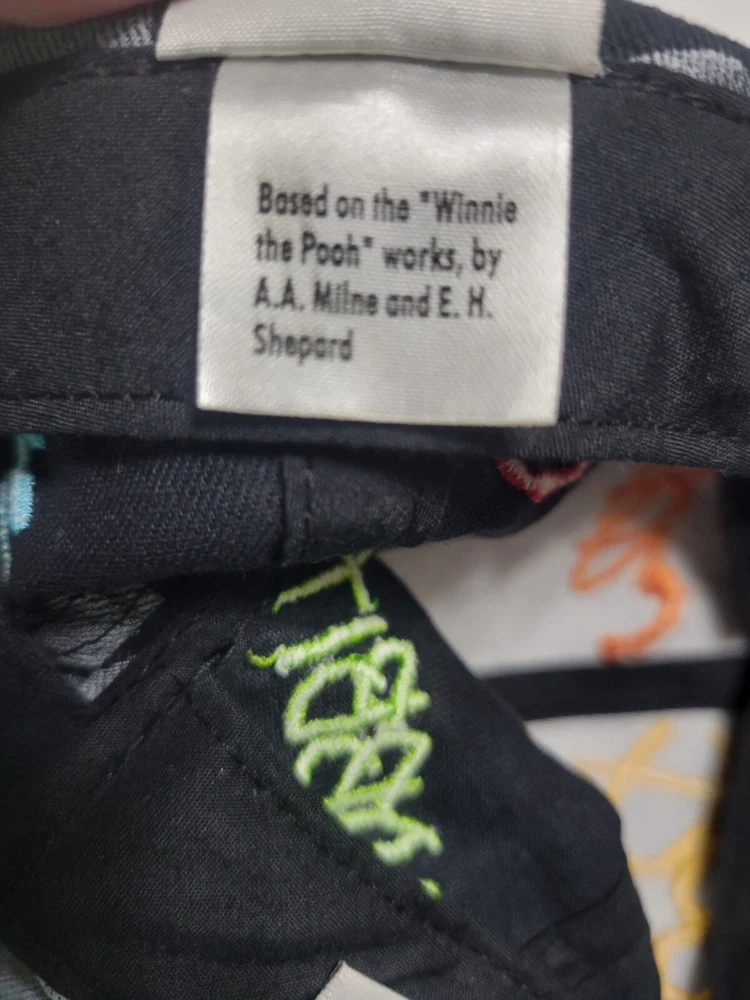 Based on the "Winnie
the Pooh" works, by
A.A. Milne and E. H.
Shepard